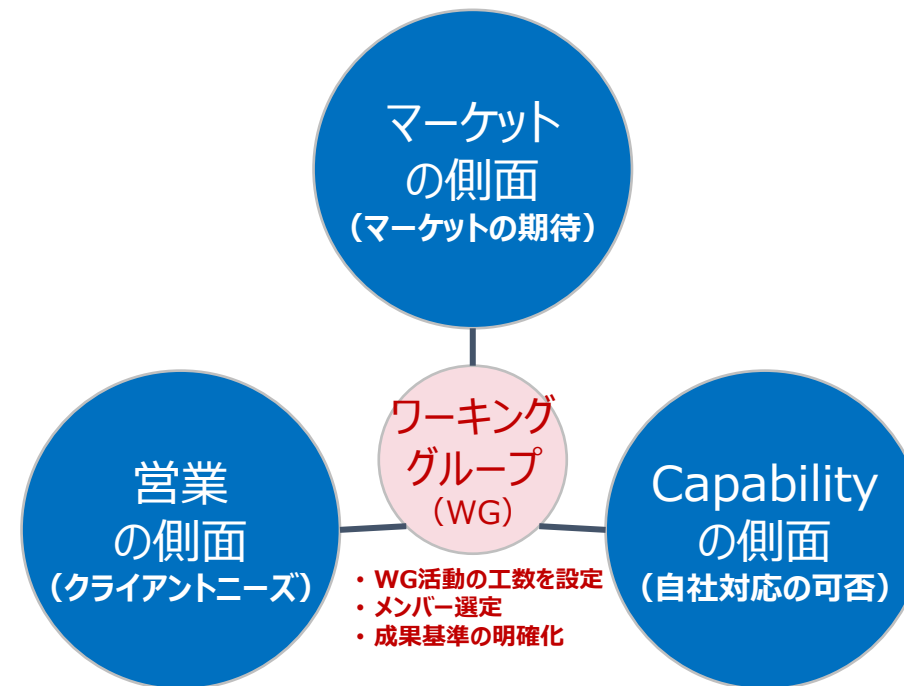 マーケット
の側面
（マーケットの期待）
ワーキング
グループ
（WG）
営業
の側面
（クライアントニーズ）
Capability
の側面
（自社対応の可否）
・WG活動の工数を設定
・メンバー選定
・成果基準の明確化